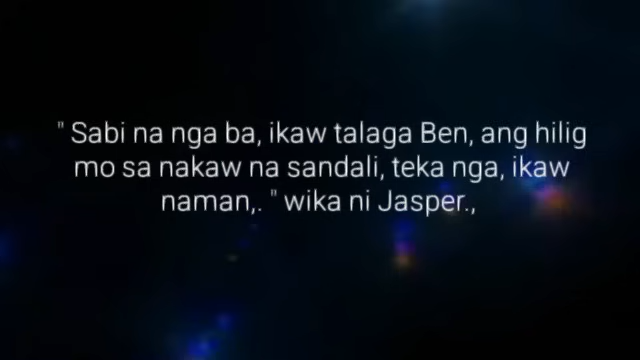 " Sabi na nga ba, ikaw talaga Ben, ang hilig
mo sa nakaw na sandali, teka nga, ikaw
naman,. " wika ni Jasper.,